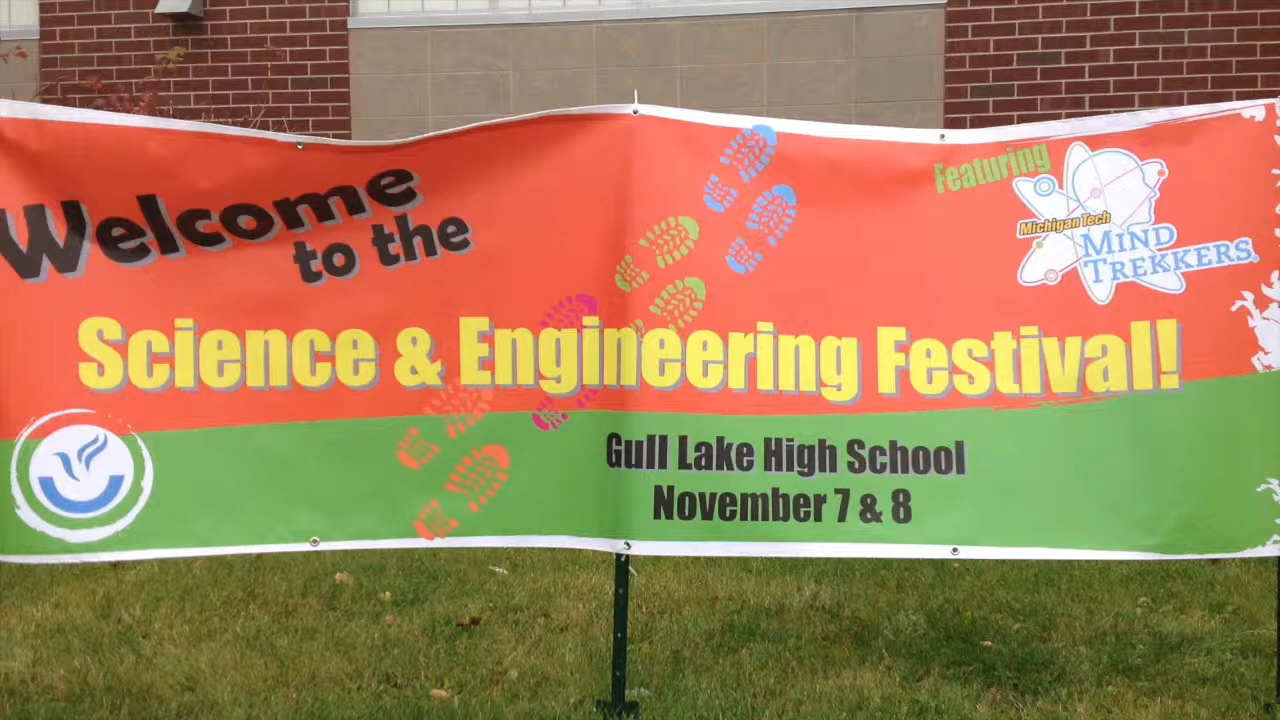 Welcome
to the
Featuring
Michigan Tech
MIND
TREKKERS®
Science & Engineering Festival!
Gull Lake High School
November 7 & 8